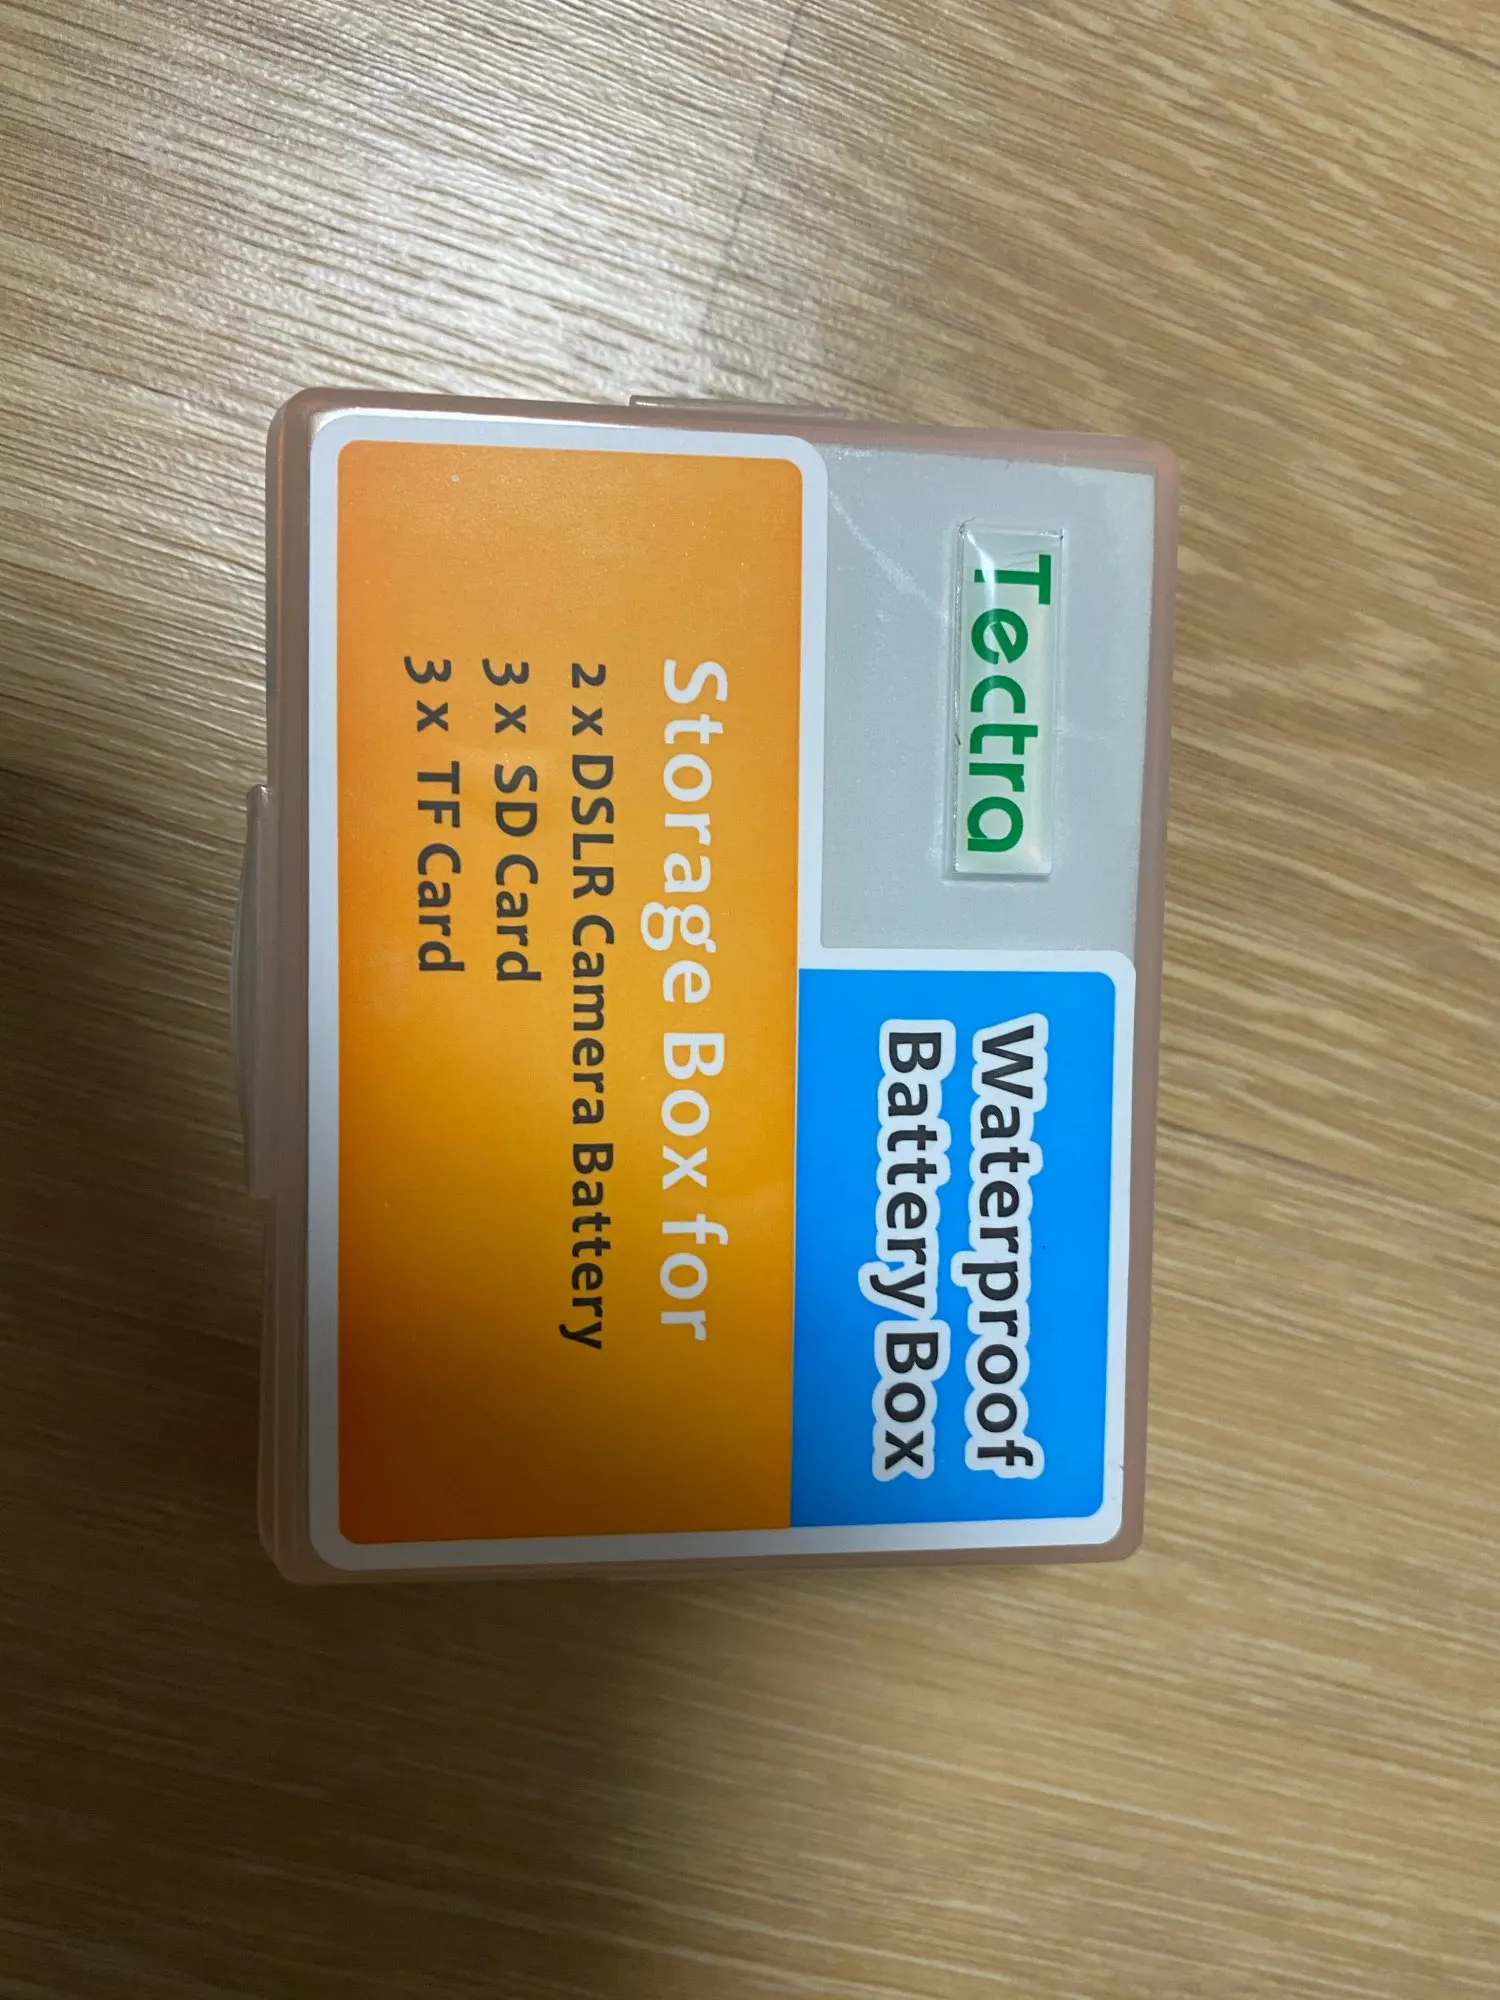 Tectra
Waterproof
Battery Box
Storage Box for
2 x DSLR Camera Battery
3 x SD Card
3 x TF Card